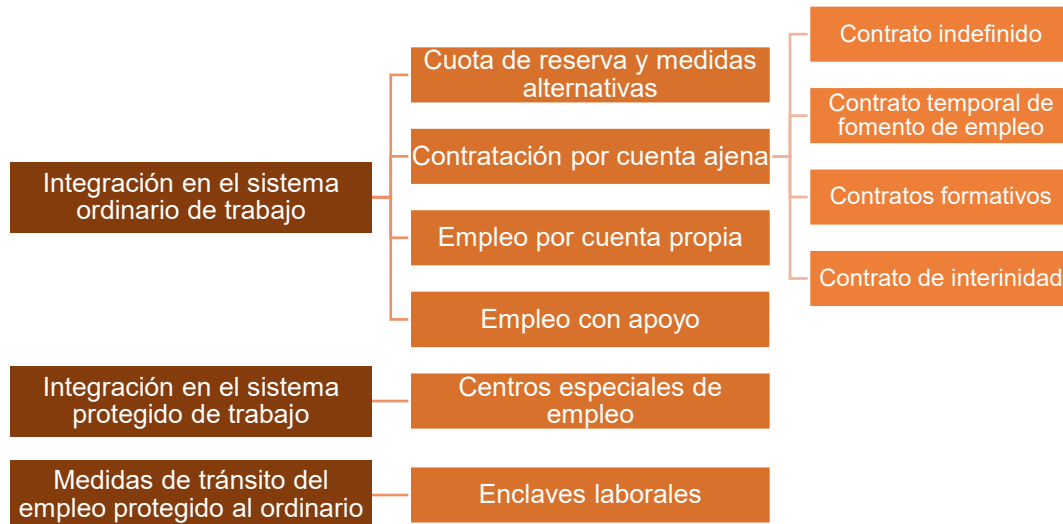 Integración en el sistema
ordinario de trabajo
Cuota de reserva y medidas
alternativas
Contratación por cuenta ajena
Contrato indefinido
Contrato temporal de
fomento de empleo
Contratos formativos
Contrato de interinidad
Empleo por cuenta propia
Empleo con apoyo
Integración en el sistema
protegido de trabajo
Centros especiales de
empleo
Medidas de tránsito del
empleo protegido al ordinario
Enclaves laborales